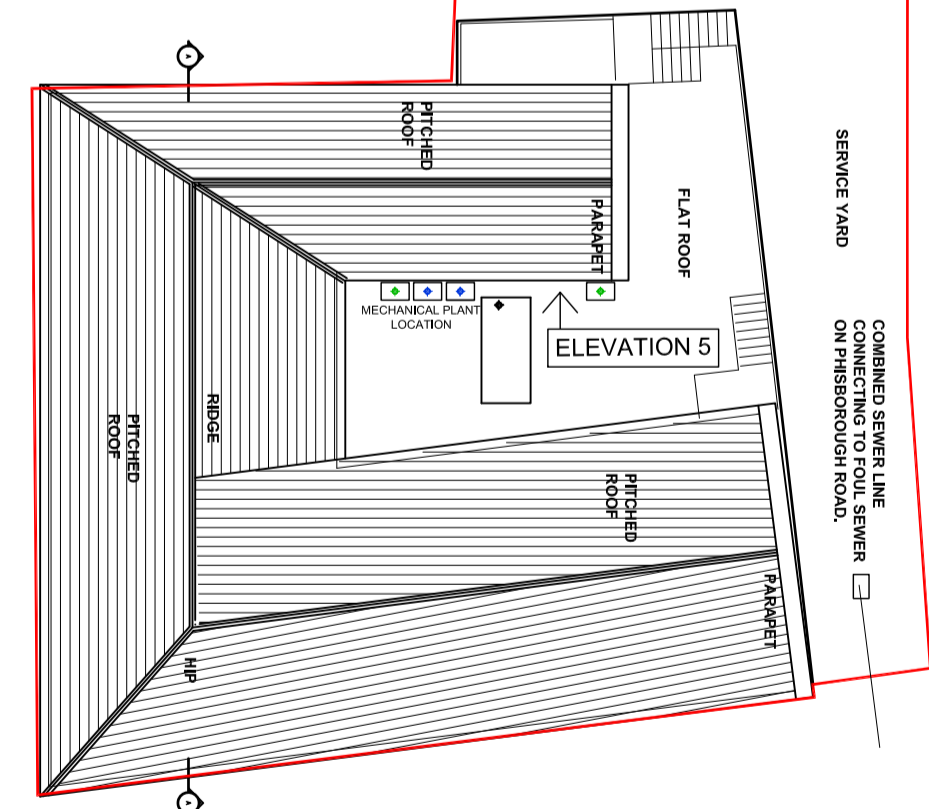 SERVICE YARD
COMBINED SEWER LINE
CONNECTING TO FOUL SEWER
ON PHISBOROUGH ROAD.
FLAT ROOF
PARAPET
PITCHED
ROOF
MECHANICAL PLANT
LOCATION
ELEVATION 5
RIDGE
PITCHED
ROOF
PITCHED
ROOF
PARAPET
HIP
A
A